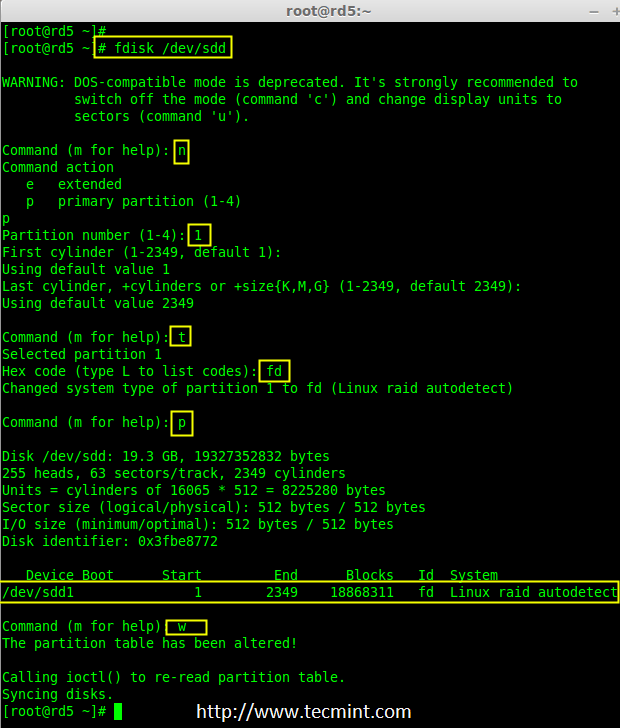 root@rd5:~
[root@rd5 ~]#
[root@rd5 ~]# fdisk /dev/sdd
WARNING: DOS-compatible mode is deprecated. It's strongly recommended to
switch off the mode (command 'c') and change display units to
sectors (command 'u').
Command (m for help): n
Command action
e   extended
p   primary partition (1-4)
p
Partition number (1-4): 1
First cylinder (1-2349, default 1):
Using default value 1
Last cylinder, +cylinders or +size{K,M,G} (1-2349, default 2349):
Using default value 2349
Command (m for help): t
Selected partition 1
Hex code (type L to list codes): fd
Changed system type of partition 1 to fd (Linux raid autodetect)
Command (m for help): p
Disk /dev/sdd: 19.3 GB, 19327352832 bytes
255 heads, 63 sectors/track, 2349 cylinders
Units = cylinders of 16065 * 512 = 8225280 bytes
Sector size (logical/physical): 512 bytes / 512 bytes
I/O size (minimum/optimal): 512 bytes / 512 bytes
Disk identifier: 0x3fbe8772
Device Boot      Start         End      Blocks   Id  System
/dev/sdd1               1        2349    18868311   fd  Linux raid autodetect
Command (m for help): w
The partition table has been altered!
Calling ioctl() to re-read partition table.
Syncing disks.
[root@rd5 ~]#
http://www.tecmint.com